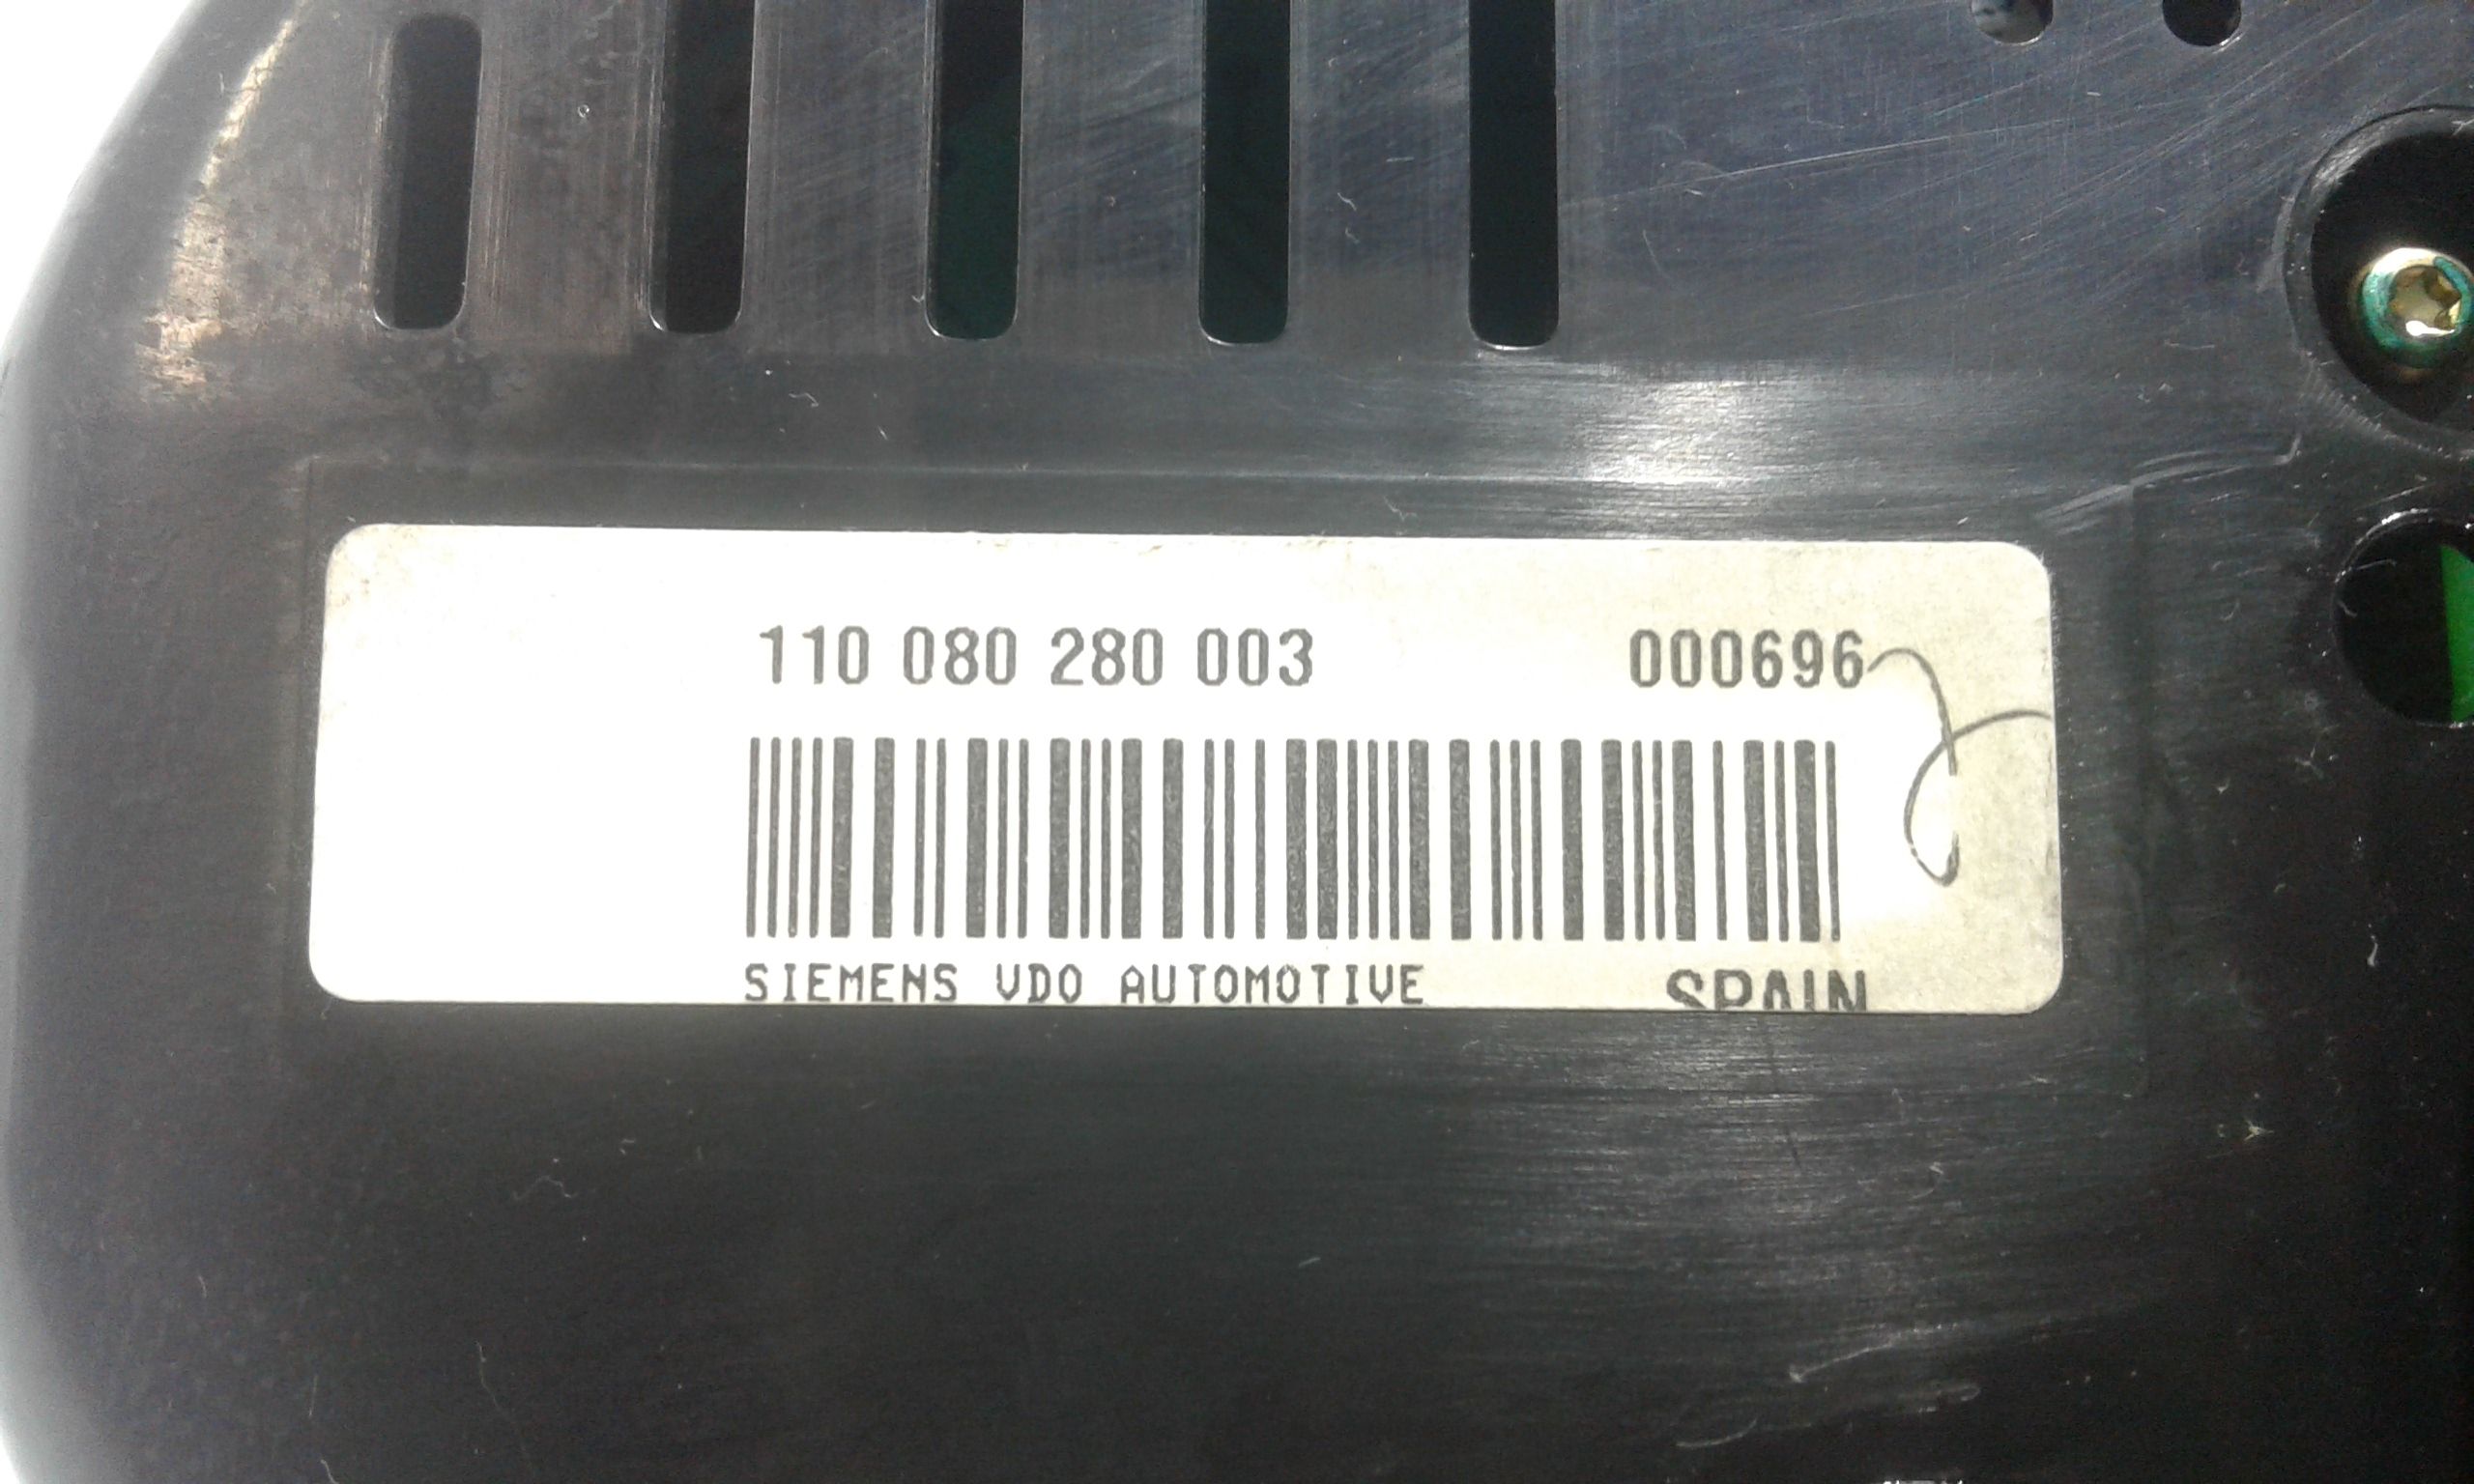 110 080 280 003 000696
SIEMENS VDO AUTOMOTIVE SPAIN